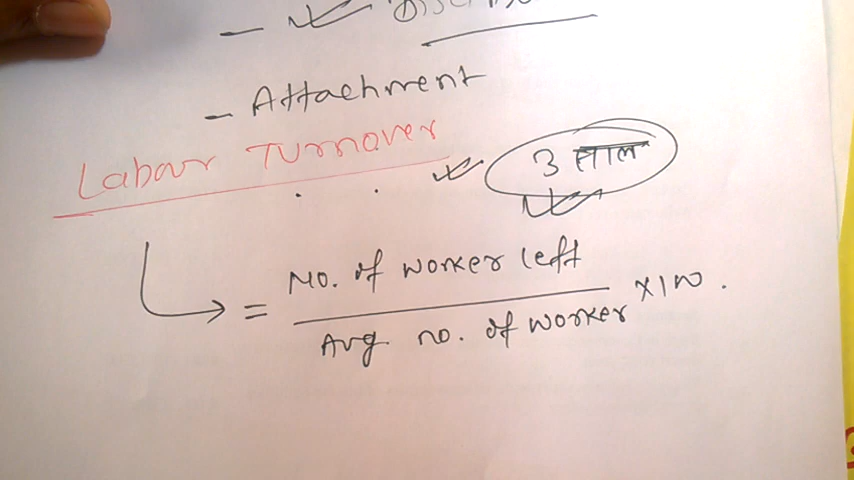 - Attachment
Labour Turnover
3 साल
= No. of worker left
Avg. no. of worker
×100.